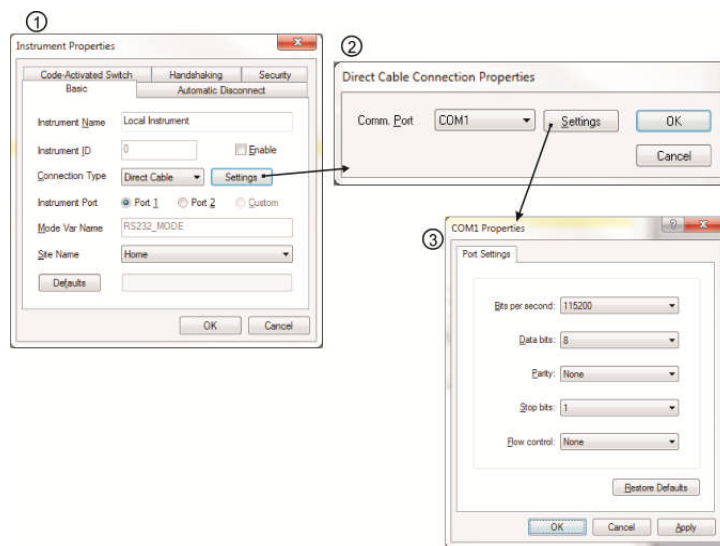 1
Instrument Properties
Code-Activated Switch Handshaking Security
Basic Automatic Disconnect
Instrument Name Local Instrument
Instrument ID 0 Enable
Connection Type Direct Cable Settings
Instrument Port Port 1 Port 2 Custom
Mode Var Name RS232_MODE
Site Name Home
Defaults
OK Cancel
2
Direct Cable Connection Properties
Comm. Port COM1 Settings OK
Cancel
3
COM1 Properties
Port Settings
Bits per second: 115200
Data bits: 8
Parity: None
Stop bits: 1
Flow control: None
Restore Defaults
OK Cancel Apply